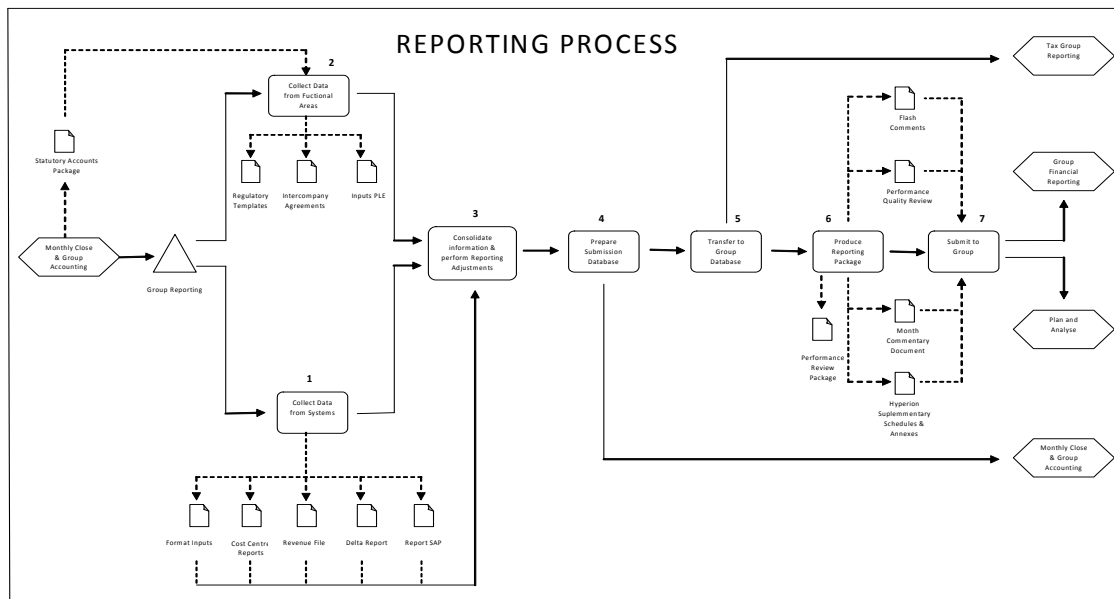 REPORTING PROCESS
Tax Group
Reporting
2
Collect Data
from Fuctional
Areas
Flash
Comments
Statutory Accounts
Package
Regulatory
Templates
Intercompany
Agreements
Inputs PLE
Performance
Quality Review
Group
Financial
Reporting
Monthly Close
& Group
Accounting
Group Reporting
3
Consolidate
information &
perform Reporting
Adjustments
4
Prepare
Submission
Database
5
Transfer to
Group
Database
6
Produce
Reporting
Package
7
Submit to
Group
Plan and
Analyse
Month
Commentary
Document
Performance
Review
Package
Hyperion
Suplemmentary
Schedules &
Annexes
1
Collect Data
from Systems
Monthly Close
& Group
Accounting
Format Inputs
Cost Centre
Reports
Revenue File
Delta Report
Report SAP